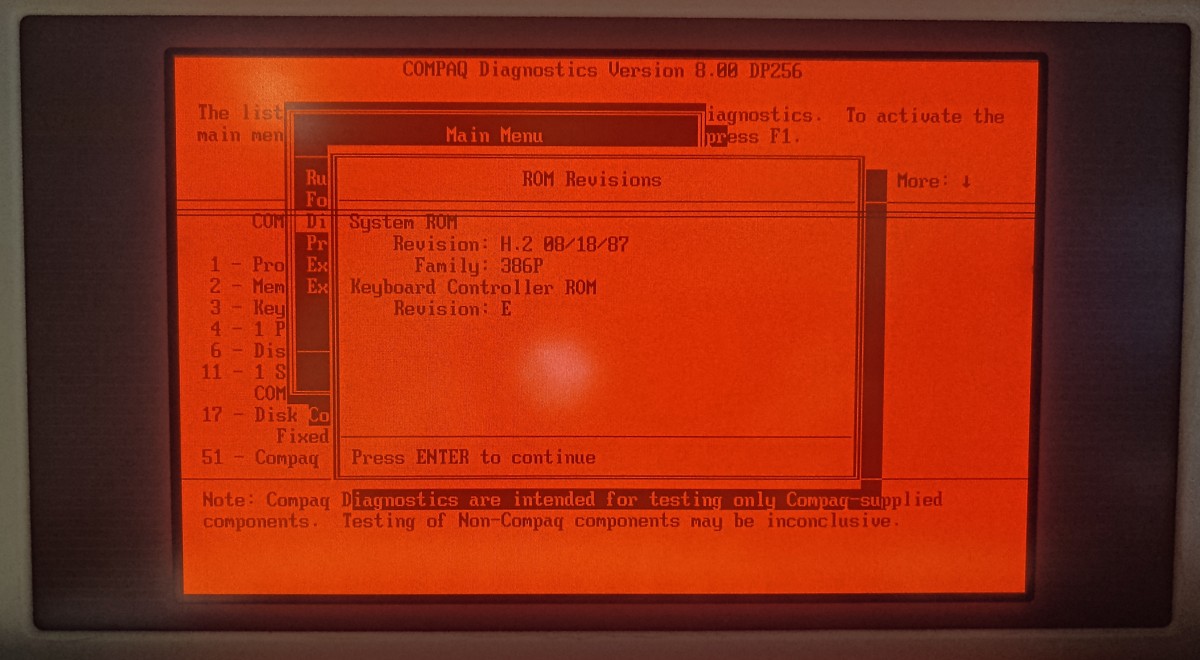 COMPAQ Diagnostics Version 8.00 DP256
The list iagnostics. To activate the
main men press F1.
Main Menu
ROM Revisions
More: ↓
Ru
Fo
COM Di
Pr
1 - Pro Ex
2 - Mem Ex
3 - Key
4 - 1 P
6 - Dis
11 - 1 S
COM
17 - Disk Co
Fixed
51 - Compaq
System ROM
Revision: H.2 08/18/87
Family: 386P
Keyboard Controller ROM
Revision: E
Press ENTER to continue
Note: Compaq Diagnostics are intended for testing only Compaq-supplied
components. Testing of Non-Compaq components may be inconclusive.